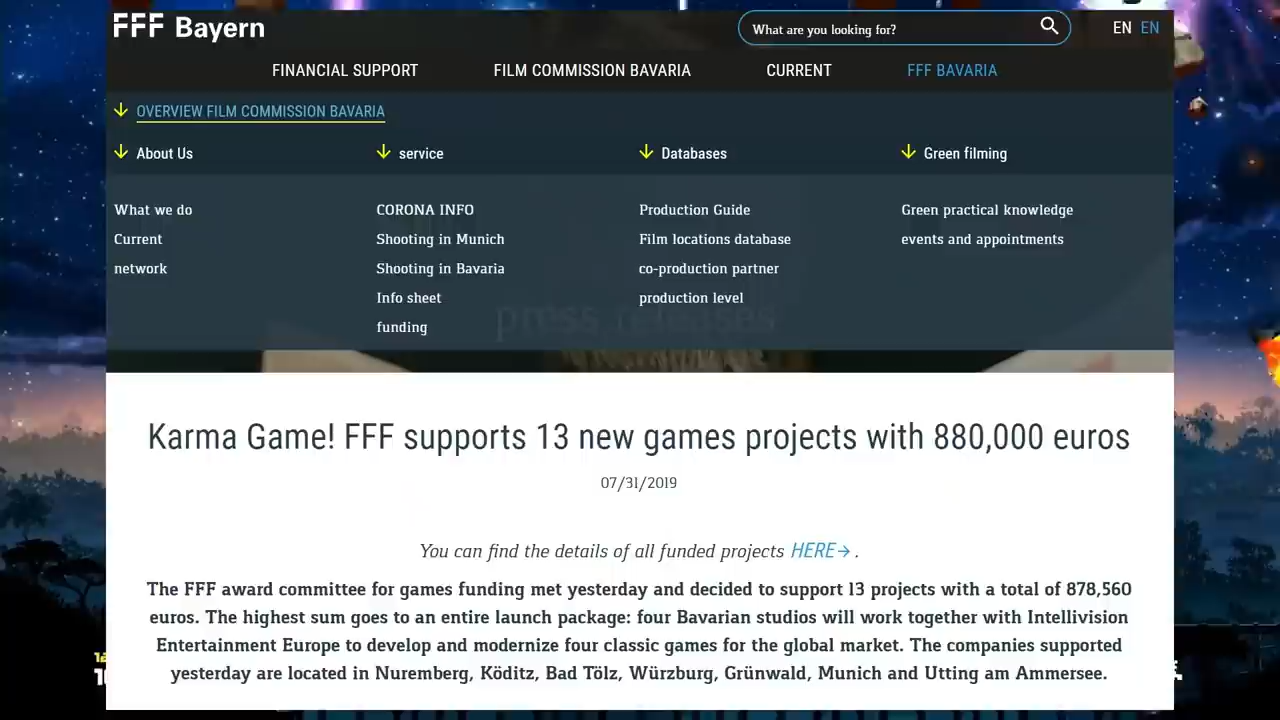 FFF Bayern
What are you looking for?
EN EN
FINANCIAL SUPPORT FILM COMMISSION BAVARIA CURRENT FFF BAVARIA
OVERVIEW FILM COMMISSION BAVARIA
About Us service Databases Green filming
What we do CORONA INFO Production Guide Green practical knowledge
Current Shooting in Munich Film locations database events and appointments
network Shooting in Bavaria co-production partner
Info sheet production level
press releases
funding
Karma Game! FFF supports 13 new games projects with 880,000 euros
07/31/2019
You can find the details of all funded projects HERE→ .
The FFF award committee for games funding met yesterday and decided to support 13 projects with a total of 878,560
euros. The highest sum goes to an entire launch package: four Bavarian studios will work together with Intellivision
Entertainment Europe to develop and modernize four classic games for the global market. The companies supported
yesterday are located in Nuremberg, Köditz, Bad Tölz, Würzburg, Grünwald, Munich and Utting am Ammersee.